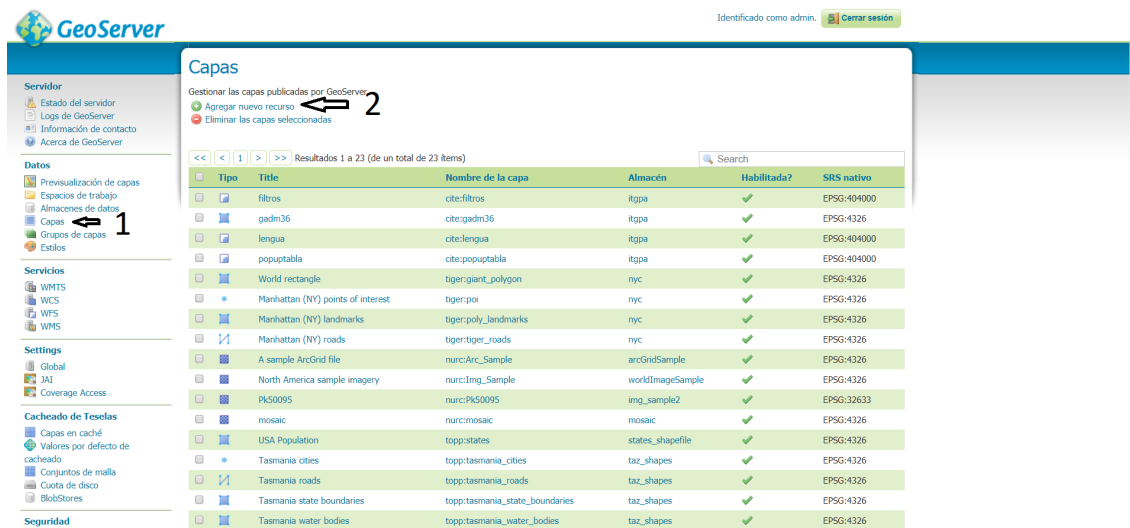 GeoServer
Identificado como admin.
Cerrar sesión
Servidor
Estado del servidor
Logs de GeoServer
Información de contacto
Acerca de GeoServer
Datos
Previsualización de capas
Espacios de trabajo
Almacenes de datos
Capas
1
Grupos de capas
Estilos
Servicios
WMTS
WCS
WFS
WMS
Settings
Global
JAI
Coverage Access
Cacheado de Teselas
Capas en caché
Valores por defecto de
cacheado
Conjuntos de malla
Cuota de disco
BlobStores
Seguridad
Capas
Gestionar las capas publicadas por GeoServer
Agregar nuevo recurso
2
Eliminar las capas seleccionadas
<< < 1 > >> Resultados 1 a 23 (de un total de 23 ítems)
Search
Tipo Title Nombre de la capa Almacén Habilitada? SRS nativo
filtros cite:filtros itgpa EPSG:404000
gadm36 cite:gadm36 itgpa EPSG:4326
lengua cite:lengua itgpa EPSG:404000
popuptabla cite:popuptabla itgpa EPSG:404000
World rectangle tiger:giant_polygon nyc EPSG:4326
Manhattan (NY) points of interest tiger:poi nyc EPSG:4326
Manhattan (NY) landmarks tiger:poly_landmarks nyc EPSG:4326
Manhattan (NY) roads tiger:tiger_roads nyc EPSG:4326
A sample ArcGrid file nurc:Arc_Sample arcGridSample EPSG:4326
North America sample imagery nurc:Img_Sample worldImageSample EPSG:4326
Pk50095 nurc:Pk50095 img_sample2 EPSG:32633
mosaic nurc:mosaic mosaic EPSG:4326
USA Population topp:states states_shapefile EPSG:4326
Tasmania cities topp:tasmania_cities taz_shapes EPSG:4326
Tasmania roads topp:tasmania_roads taz_shapes EPSG:4326
Tasmania state boundaries topp:tasmania_state_boundaries taz_shapes EPSG:4326
Tasmania water bodies topp:tasmania_water_bodies taz_shapes EPSG:4326